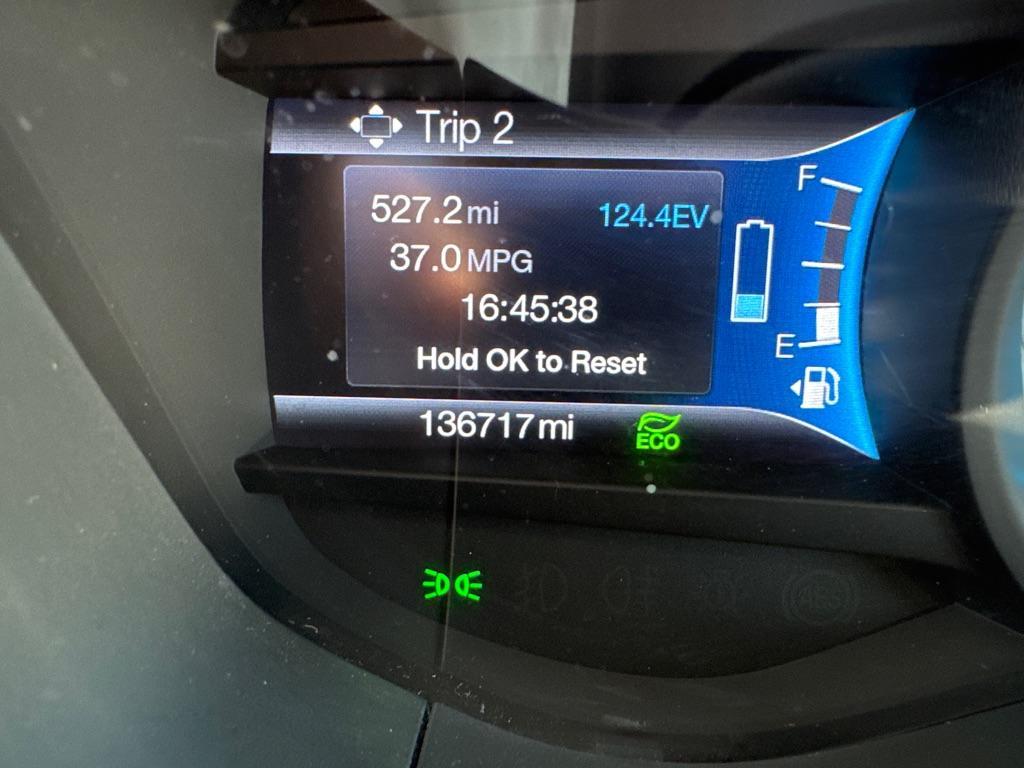 Trip 2
527.2 mi 124.4EV
37.0 MPG
16:45:38
Hold OK to Reset
F
E
136717 mi
ECO
ABS